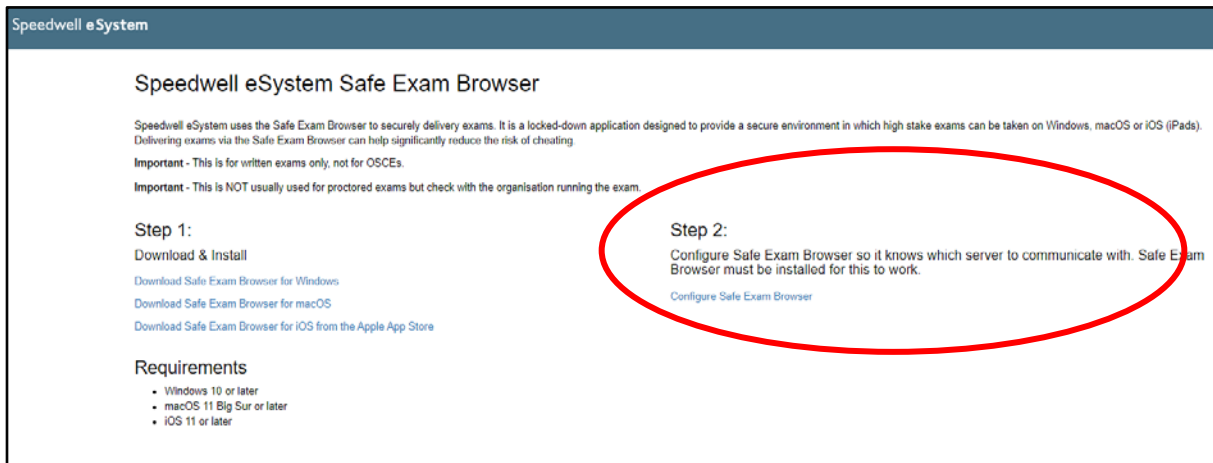 Speedwell eSystem
Speedwell eSystem Safe Exam Browser
Speedwell eSystem uses the Safe Exam Browser to securely delivery exams. It is a locked-down application designed to provide a secure environment in which high stake exams can be taken on Windows, macOS or iOS (iPads).
Delivering exams via the Safe Exam Browser can help significantly reduce the risk of cheating.
Important - This is for written exams only, not for OSCEs.
Important - This is NOT usually used for proctored exams but check with the organisation running the exam.
Step 1:
Download & Install
Download Safe Exam Browser for Windows
Download Safe Exam Browser for macOS
Download Safe Exam Browser for iOS from the Apple App Store
Requirements
• Windows 10 or later
• macOS 11 Big Sur or later
• iOS 11 or later
Step 2:
Configure Safe Exam Browser so it knows which server to communicate with. Safe Exam
Browser must be installed for this to work.
Configure Safe Exam Browser